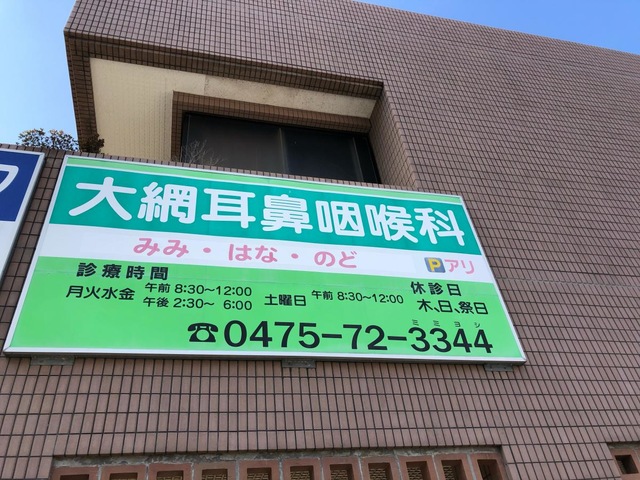 大網耳鼻咽喉科
みみ・はな・のど
P アリ
診療時間
月火水金 午前 8:30～12:00
午後 2:30～ 6:00
土曜日 午前 8:30～12:00
休診日
木、日、祭日
ミミヨシ
☎0475-72-3344